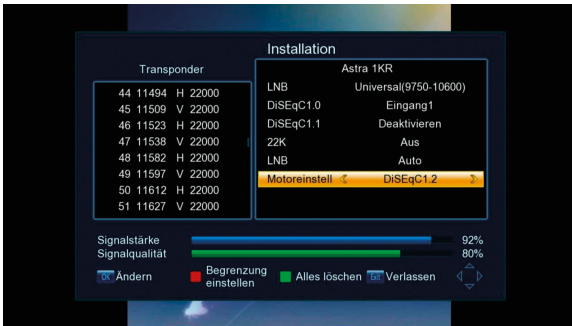 Installation
Transponder
44 11494 H 22000
45 11509 V 22000
46 11523 H 22000
47 11538 V 22000
48 11582 H 22000
49 11597 V 22000
50 11612 H 22000
51 11627 V 22000
Astra 1KR
LNB Universal(9750-10600)
DiSEqC1.0 Eingang1
DiSEqC1.1 Deaktivieren
22K Aus
LNB Auto
Motoreinstell DiSEqC1.2
Signalstärke 92%
Signalqualität 80%
OK Ändern Begrenzung einstellen Alles löschen Exit Verlassen